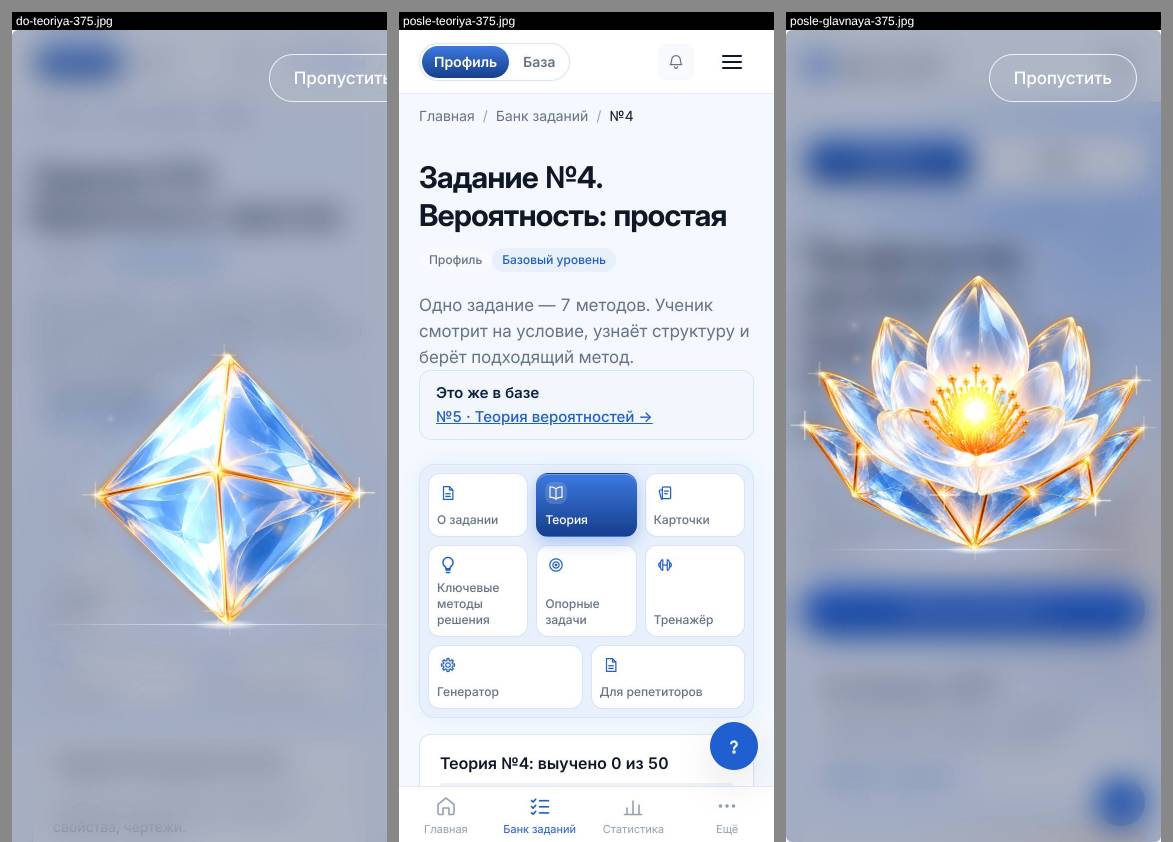 do-teoriya-375.jpg
Пропустить
свойства, чертежи.
posle-teoriya-375.jpg
Профиль База
Главная / Банк заданий / №4
Задание №4.
Вероятность: простая
Профиль Базовый уровень
Одно задание — 7 методов. Ученик
смотрит на условие, узнаёт структуру и
берёт подходящий метод.
Это же в базе
№5 · Теория вероятностей →
О задании
Теория
Карточки
Ключевые
методы
решения
Опорные
задачи
Тренажёр
Генератор
Для репетиторов
Теория №4: выучено 0 из 50
?
Главная
Банк заданий
Статистика
Ещё
posle-glavnaya-375.jpg
Пропустить